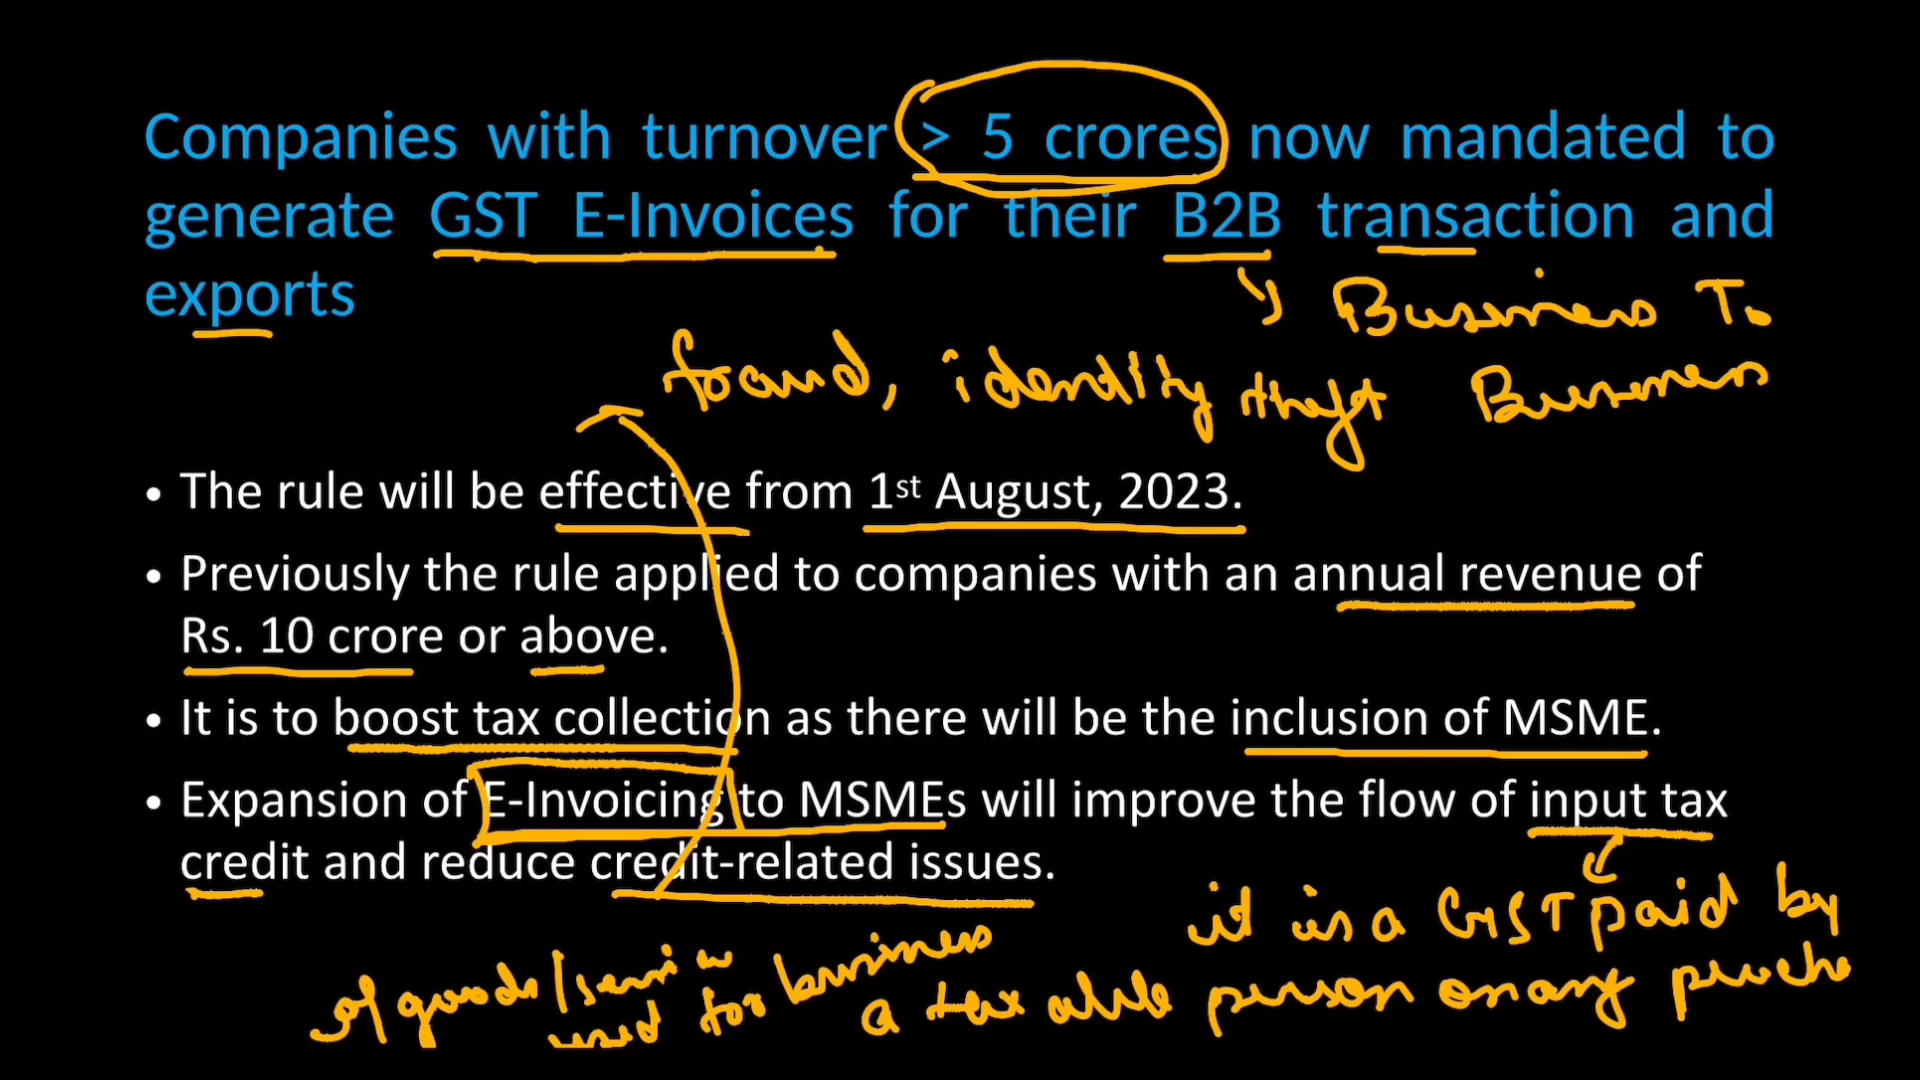 Companies with turnover > 5 crores now mandated to
generate GST E-Invoices for their B2B transaction and
exports
Business To
fraud, identity theft Business
• The rule will be effective from 1st August, 2023.
• Previously the rule applied to companies with an annual revenue of
Rs. 10 crore or above.
• It is to boost tax collection as there will be the inclusion of MSME.
• Expansion of E-Invoicing to MSMEs will improve the flow of input tax
credit and reduce credit-related issues.
it is a GST paid by
a tax able person on any
of goods/
used for business